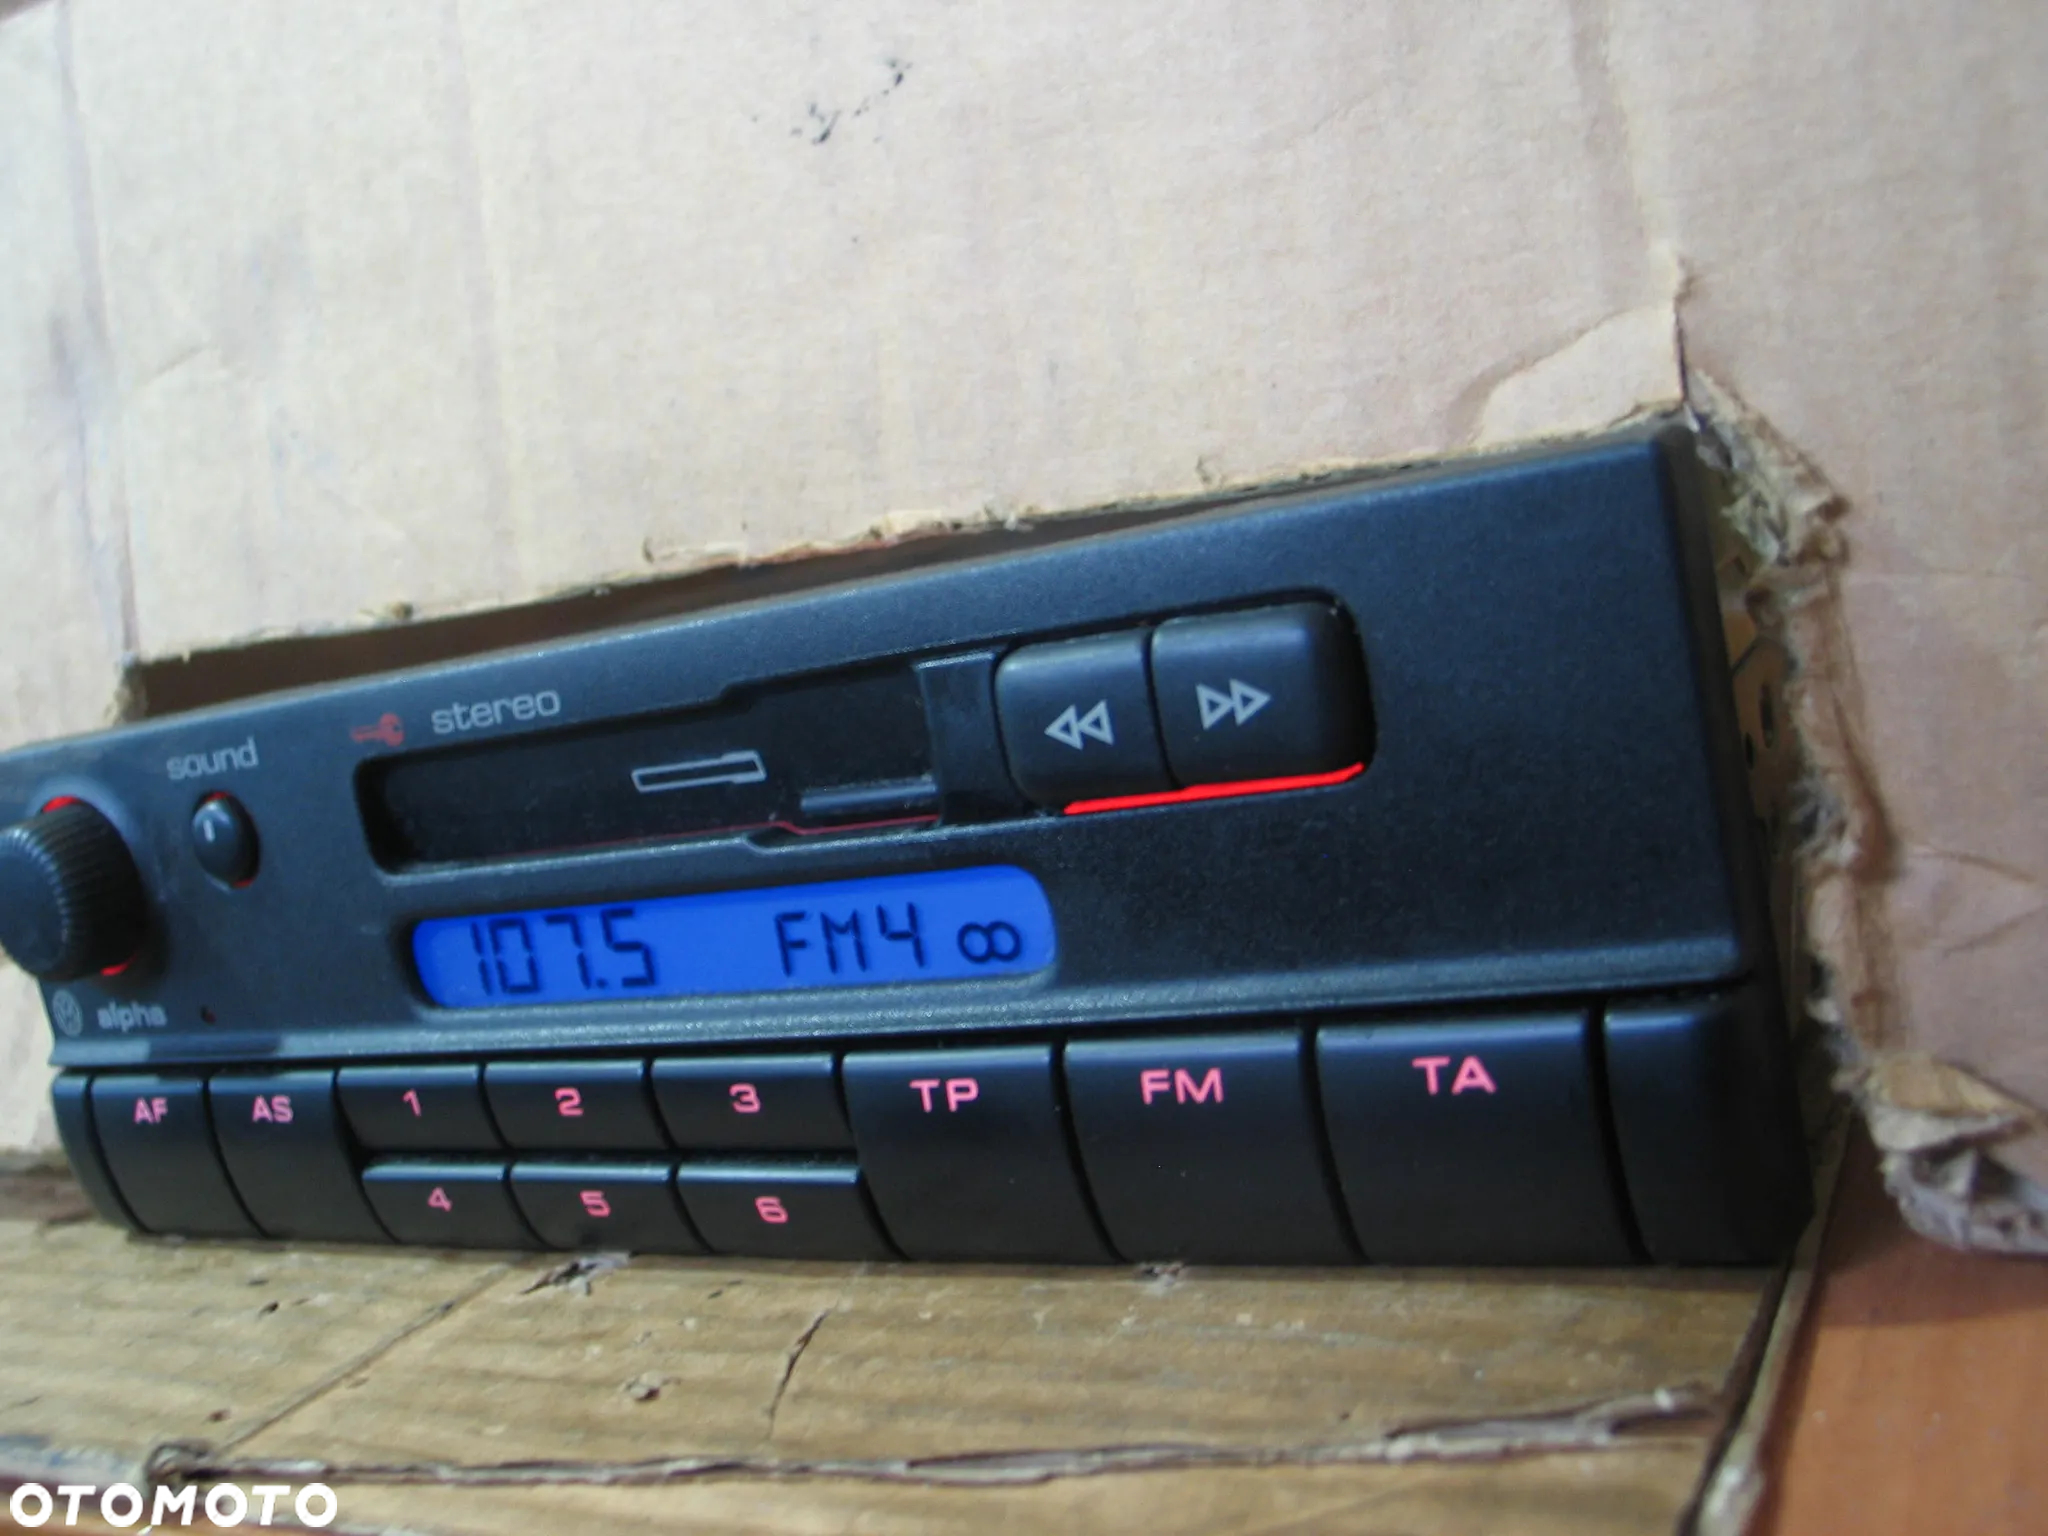 stereo
sound
107.5 FM4
alpha
AF AS 1 2 3 TP FM TA
4 5 6
OTOMOTO